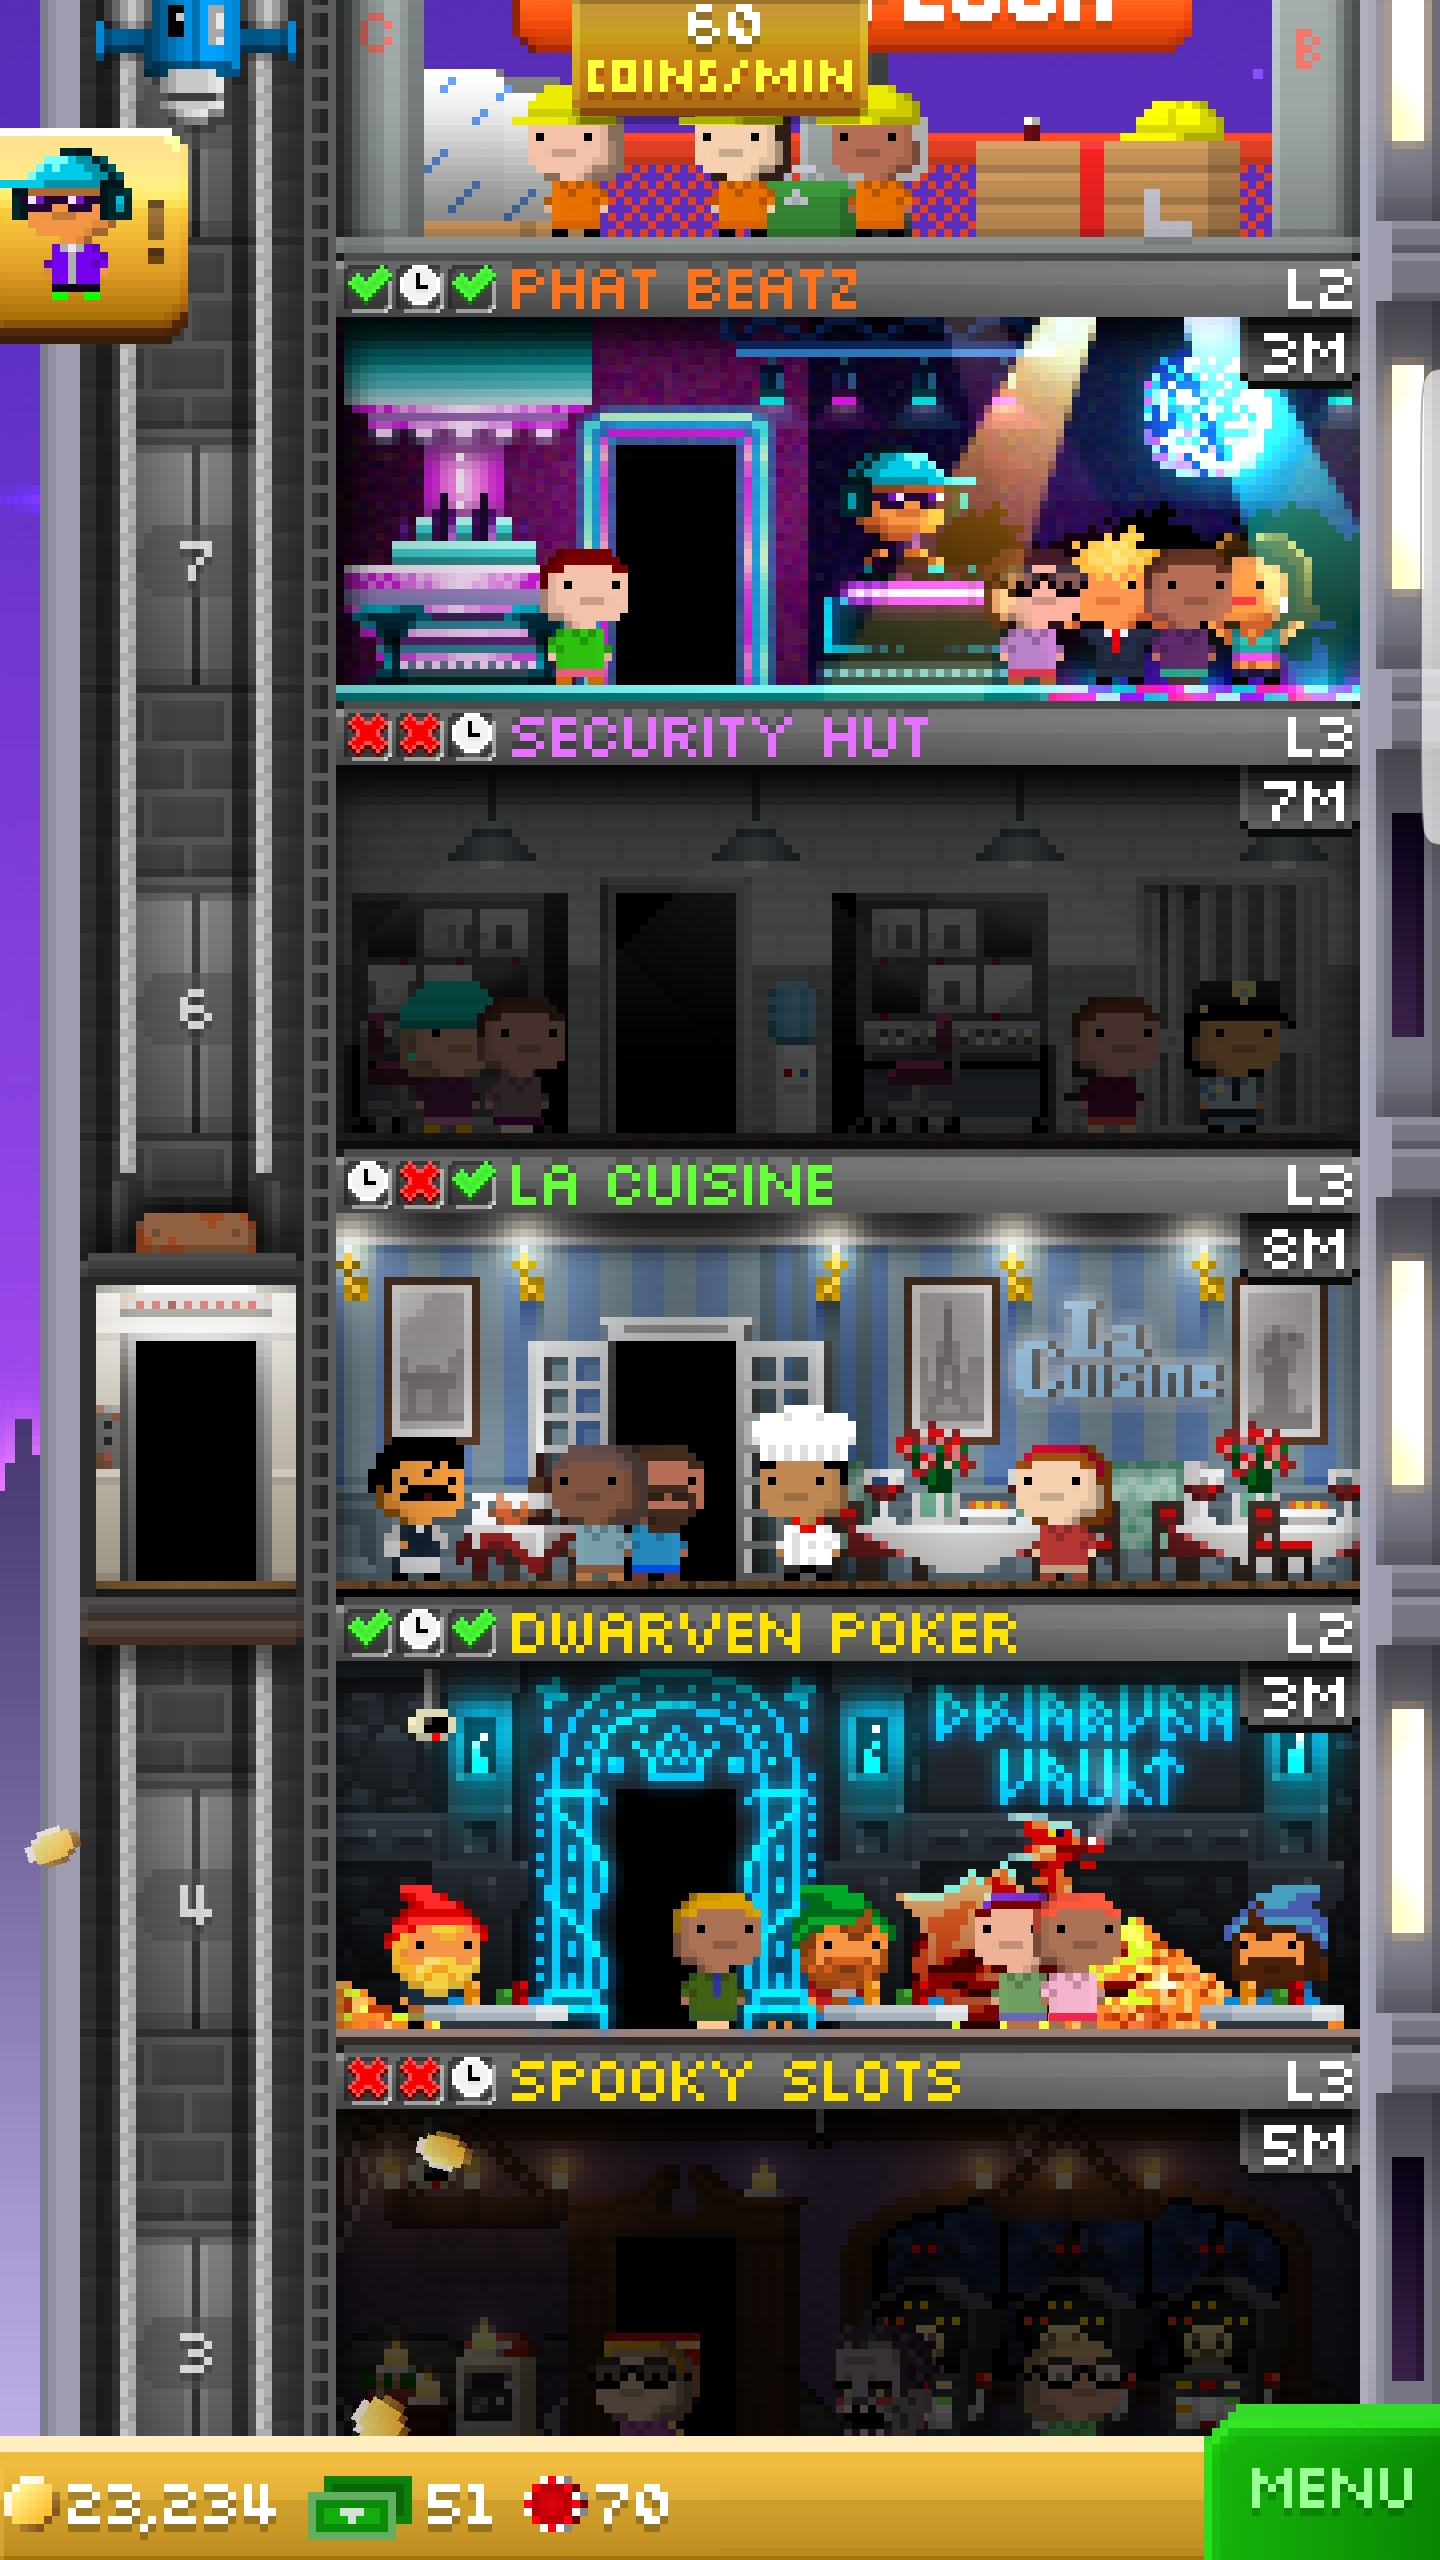 60
COINS/MIN
C
B
!
PHAT BEATZ L2
3M
7
SECURITY HUT L3
7M
6
LA CUISINE L3
8M
La
Cuisine
DWARVEN POKER L2
3M
DWARVEN
VAULT
4
SPOOKY SLOTS L3
5M
3
23,234 51 70
MENU